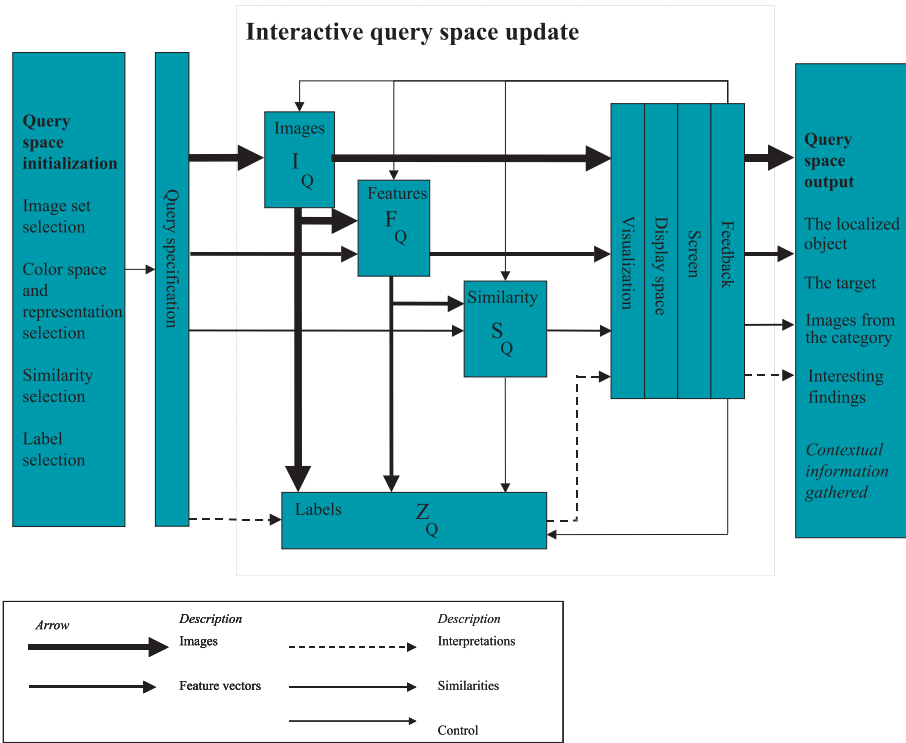 Interactive query space update
Query
space
initialization
Image set
selection
Color space
and
representation
selection
Similarity
selection
Label
selection
Query specification
Images
I
Q
Features
F
Q
Similarity
S
Q
Labels
Z
Q
Visualization
Display space
Screen
Feedback
Query
space
output
The localized
object
The target
Images from
the category
Interesting
findings
Contextual
information
gathered
Arrow
Description
Description
Images
Interpretations
Feature vectors
Similarities
Control